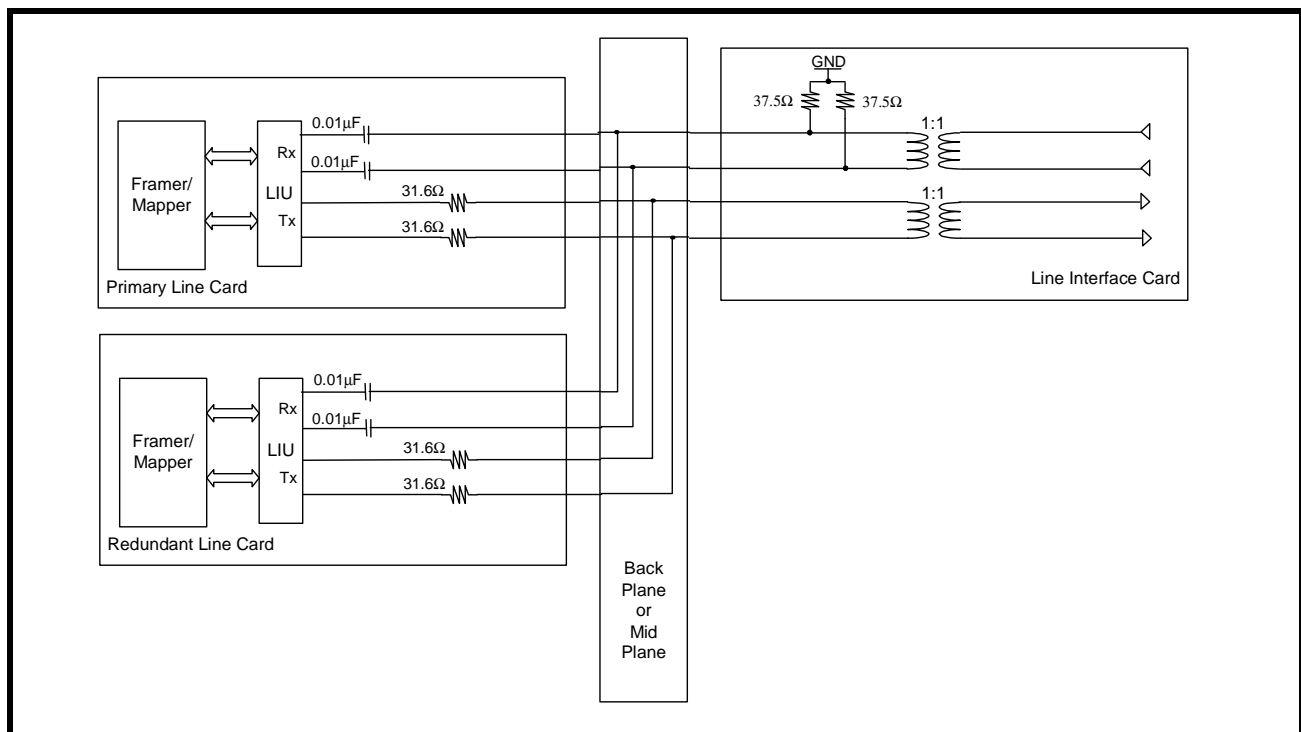 GND
37.5Ω
37.5Ω
0.01µF
1:1
Rx
0.01µF
Framer/
Mapper
LIU
31.6Ω
1:1
Tx
31.6Ω
Primary Line Card
Line Interface Card
0.01µF
Rx
0.01µF
Framer/
Mapper
LIU
31.6Ω
Tx
31.6Ω
Redundant Line Card
Back
Plane
or
Mid
Plane